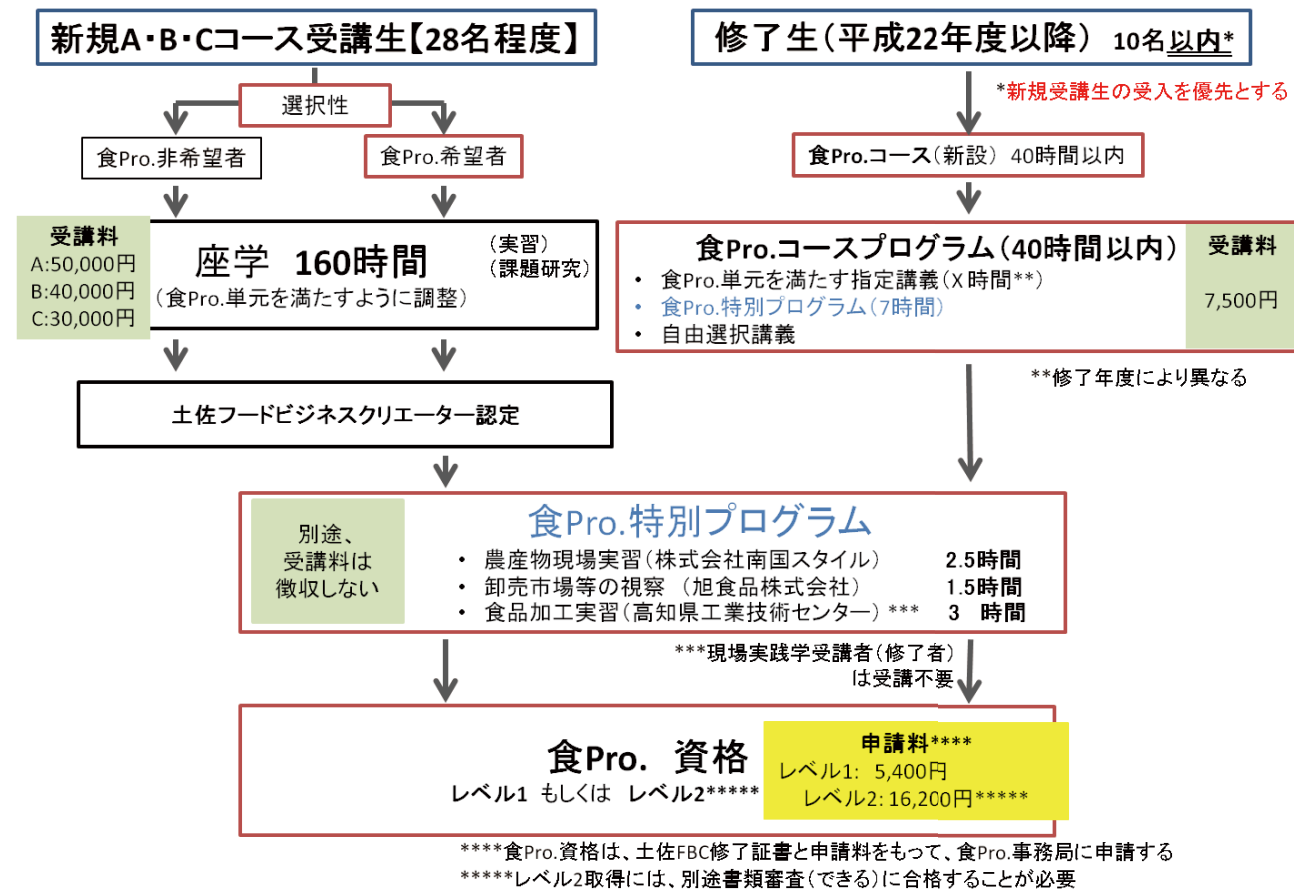 新規A・B・Cコース受講生【28名程度】
選択性
食Pro.非希望者
食Pro.希望者
受講料
A:50,000円
B:40,000円
C:30,000円
座学 160時間
(実習)
(課題研究)
(食Pro.単元を満たすように調整)
土佐フードビジネスクリエーター認定
修了生(平成22年度以降) 10名以内*
*新規受講生の受入を優先とする
食Pro.コース(新設) 40時間以内
食Pro.コースプログラム(40時間以内)
• 食Pro.単元を満たす指定講義(X時間**)
• 食Pro.特別プログラム(7時間)
• 自由選択講義
受講料
7,500円
**修了年度により異なる
別途、
受講料は
徴収しない
食Pro.特別プログラム
• 農産物現場実習(株式会社南国スタイル) 2.5時間
• 卸売市場等の視察 (旭食品株式会社) 1.5時間
• 食品加工実習(高知県工業技術センター)*** 3 時間
***現場実践学受講者(修了者)
は受講不要
食Pro. 資格
レベル1 もしくは レベル2*****
申請料****
レベル1: 5,400円
レベル2:16,200円*****
****食Pro.資格は、土佐FBC修了証書と申請料をもって、食Pro.事務局に申請する
*****レベル2取得には、別途書類審査(できる)に合格することが必要